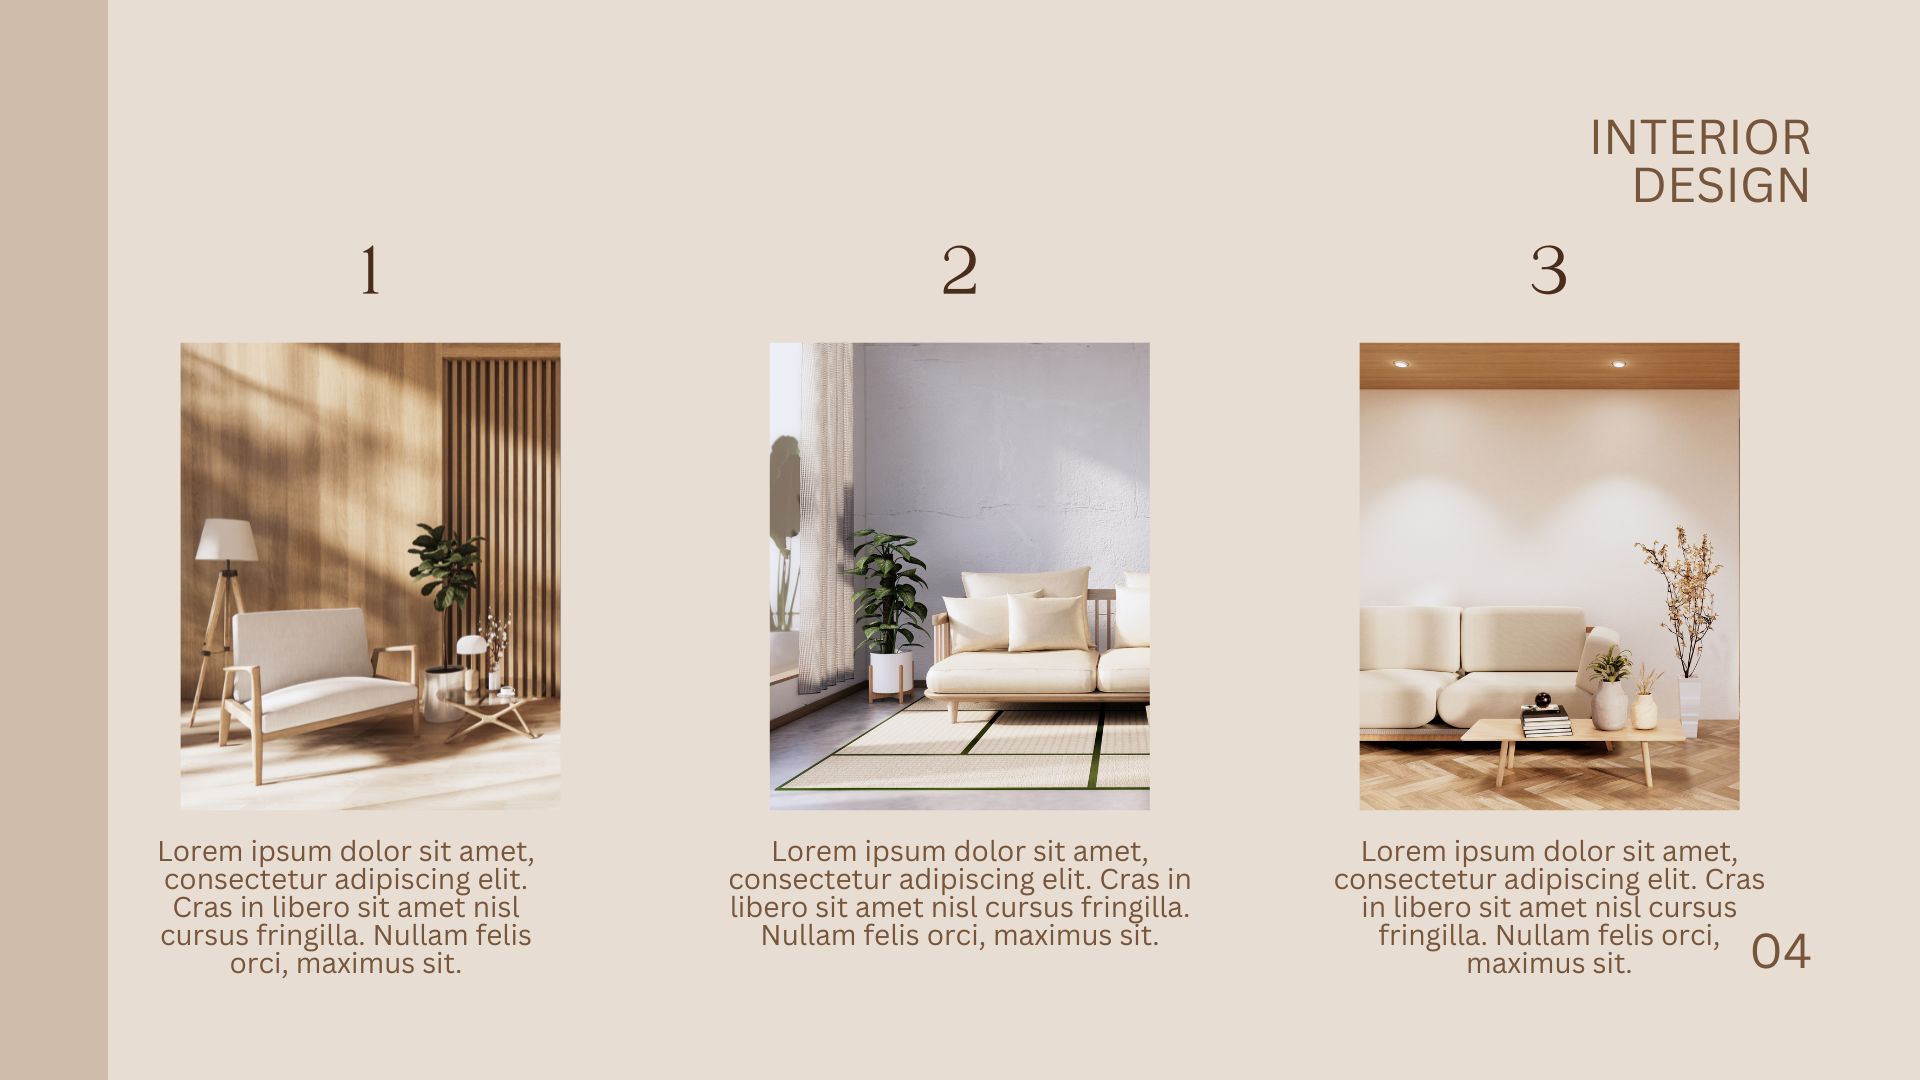 INTERIOR
DESIGN
1
2
3
Lorem ipsum dolor sit amet,
consectetur adipiscing elit.
Cras in libero sit amet nisl
cursus fringilla. Nullam felis
orci, maximus sit.
Lorem ipsum dolor sit amet,
consectetur adipiscing elit. Cras in
libero sit amet nisl cursus fringilla.
Nullam felis orci, maximus sit.
Lorem ipsum dolor sit amet,
consectetur adipiscing elit. Cras
in libero sit amet nisl cursus
fringilla. Nullam felis orci,
maximus sit.
04